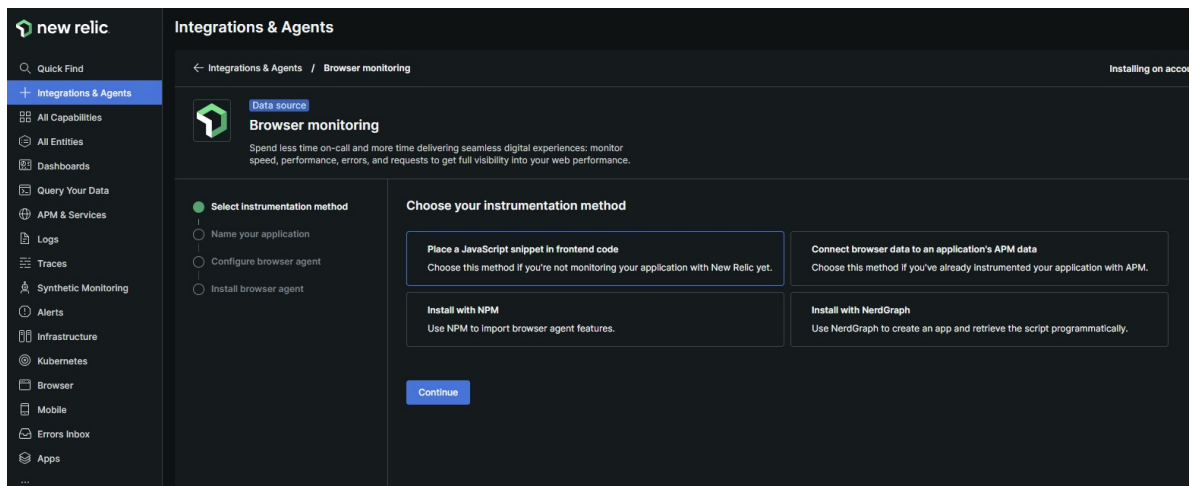 new relic
Integrations & Agents
Quick Find
Integrations & Agents
All Capabilities
All Entities
Dashboards
Query Your Data
APM & Services
Logs
Traces
Synthetic Monitoring
Alerts
Infrastructure
Kubernetes
Browser
Mobile
Errors Inbox
Apps
...
Integrations & Agents / Browser monitoring
Installing on accou
Data source
Browser monitoring
Spend less time on-call and more time delivering seamless digital experiences: monitor
speed, performance, errors, and requests to get full visibility into your web performance.
Select instrumentation method
Name your application
Configure browser agent
Install browser agent
Choose your instrumentation method
Place a JavaScript snippet in frontend code
Choose this method if you're not monitoring your application with New Relic yet.
Connect browser data to an application's APM data
Choose this method if you've already instrumented your application with APM.
Install with NPM
Use NPM to import browser agent features.
Install with NerdGraph
Use NerdGraph to create an app and retrieve the script programmatically.
Continue